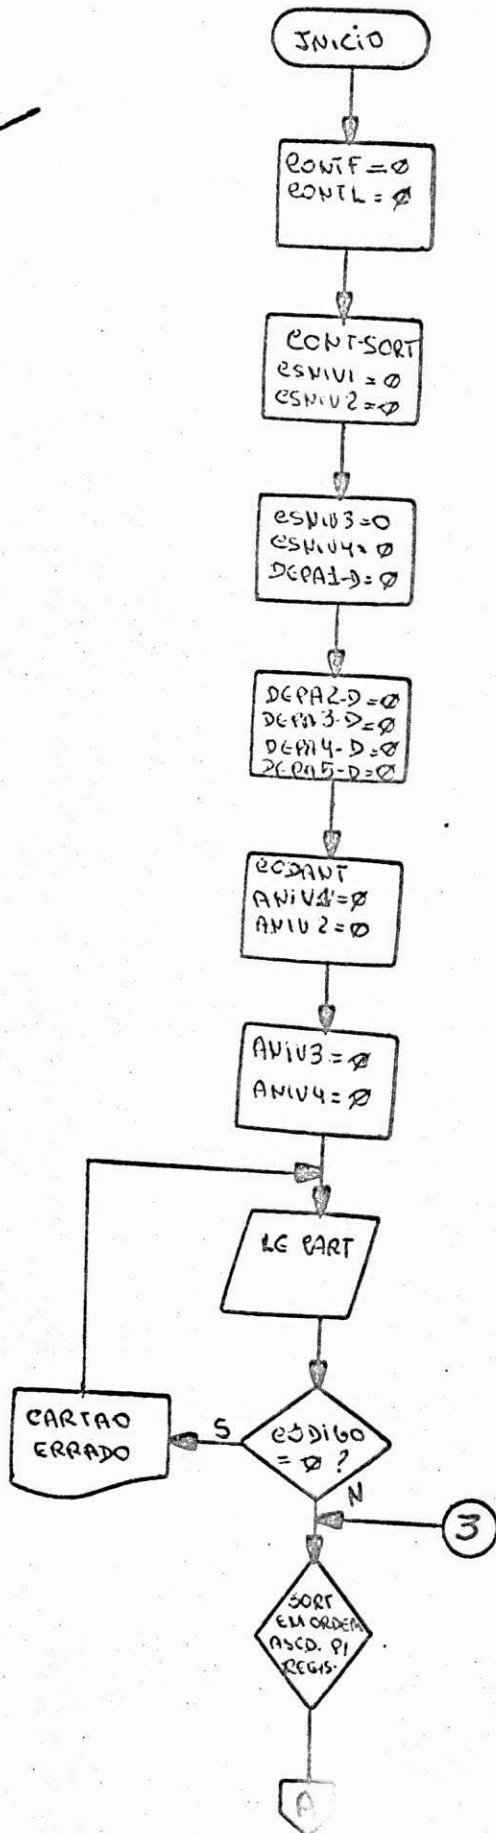 INICIO
CONTF = Ø
CONTL = Ø
CONT-SORT
CSNIV1 = Ø
CSNIV2 = Ø
CSNIV3 = O
CSNIV4 = Ø
DEPA1-D = Ø
DEPA2-D = Ø
DEPA3-D = Ø
DEPA4-D = Ø
DEPA5-D = Ø
CODANT
ANIV1 = Ø
ANIV2 = Ø
ANIV3 = Ø
ANIV4 = Ø
LE CART
CARTAO
ERRADO
S
CODIGO
= Ø ?
N
3
SORT
EM ORDEM
ASCD. P/
REGIS.
A